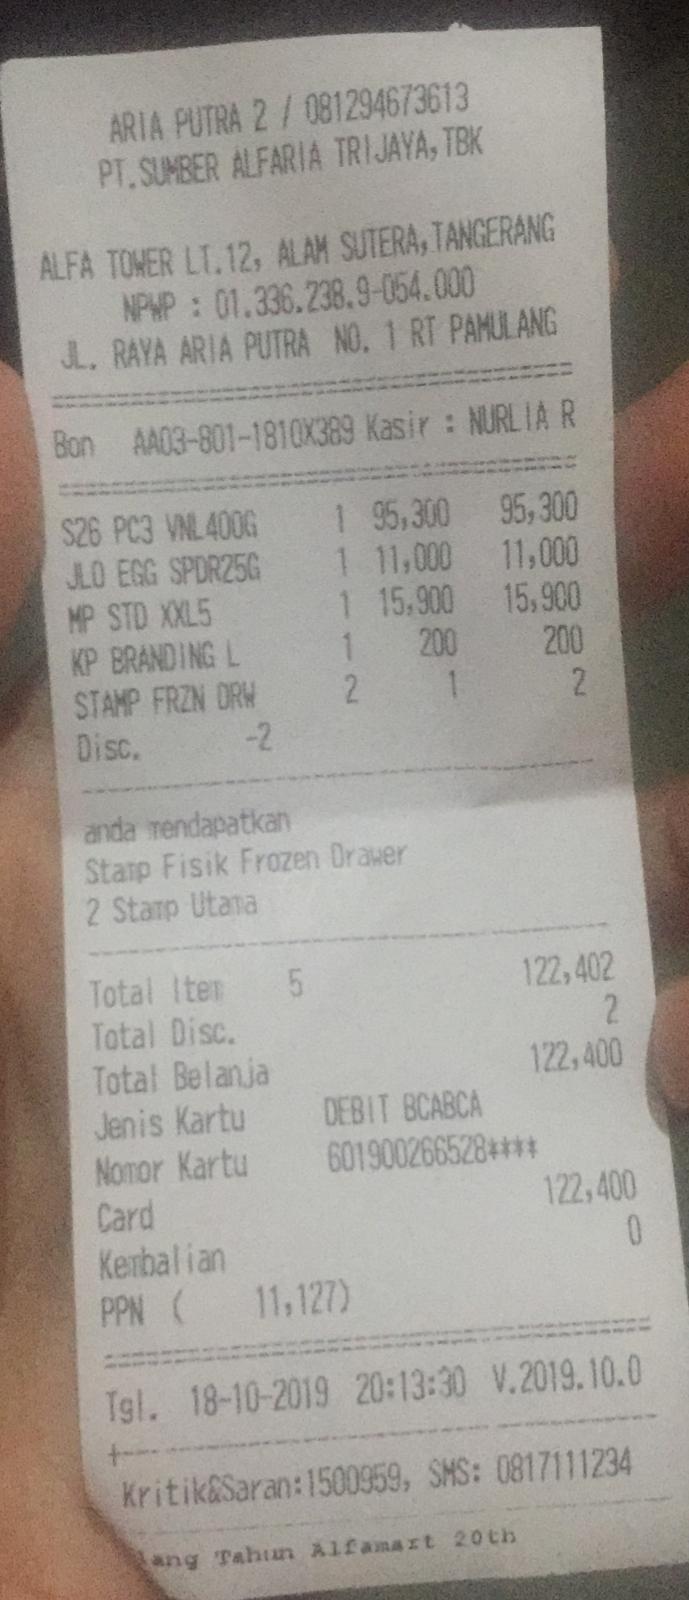 ARIA PUTRA 2 / 081294673613
PT.SUMBER ALFARIA TRIJAYA,TBK
ALFA TOWER LT.12, ALAM SUTERA,TANGERANG
NPWP : 01.336.238.9-054.000
JL. RAYA ARIA PUTRA NO. 1 RT PAMULANG
Bon AA03-801-1810X389 Kasir : NURLIA R
S26 PC3 VNL400G 1 95,300 95,300
JLO EGG SPDR25G 1 11,000 11,000
MP STD XXL5 1 15,900 15,900
KP BRANDING L 1 200 200
STAMP FRZN DRW 2 1 2
Disc. -2
anda mendapatkan
Stamp Fisik Frozen Drawer
2 Stamp Utama
Total Item 5 122,402
Total Disc. 2
Total Belanja 122,400
Jenis Kartu DEBIT BCABCA
Nomor Kartu 601900266528****
Card 122,400
Kembalian 0
PPN ( 11,127)
Tgl. 18-10-2019 20:13:30 V.2019.10.0
Kritik&Saran:1500959, SMS: 0817111234
lang Tahun Alfamart 20th